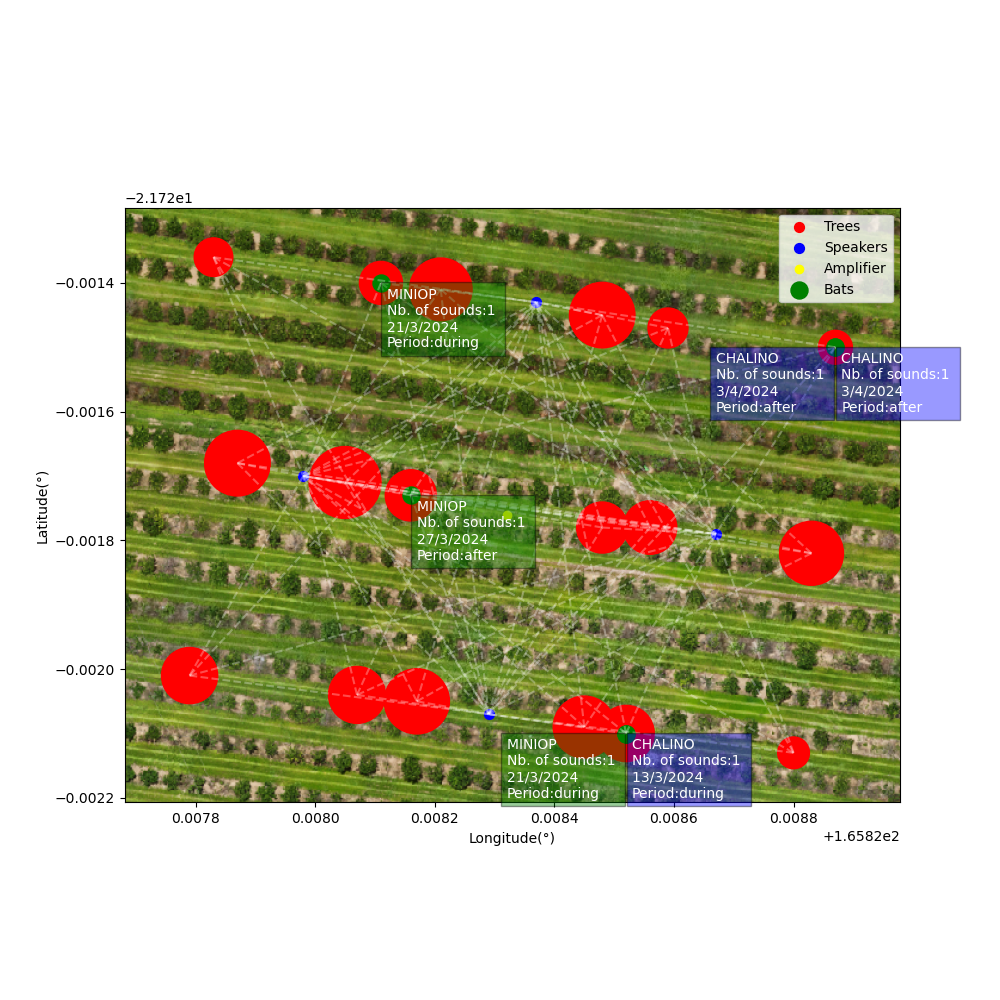 −2.172e1
Trees
Speakers
Amplifier
Bats
−0.0014
−0.0016
−0.0018
−0.0020
−0.0022
Latitude(°)
MINIOP
Nb. of sounds:1
21/3/2024
Period:during
CHALINO
Nb. of sounds:1
3/4/2024
Period:after
CHALINO
Nb. of sounds:1
3/4/2024
Period:after
MINIOP
Nb. of sounds:1
27/3/2024
Period:after
MINIOP
Nb. of sounds:1
21/3/2024
Period:during
CHALINO
Nb. of sounds:1
13/3/2024
Period:during
0.0078
0.0080
0.0082
0.0084
0.0086
0.0088
Longitude(°)
+1.6582e2